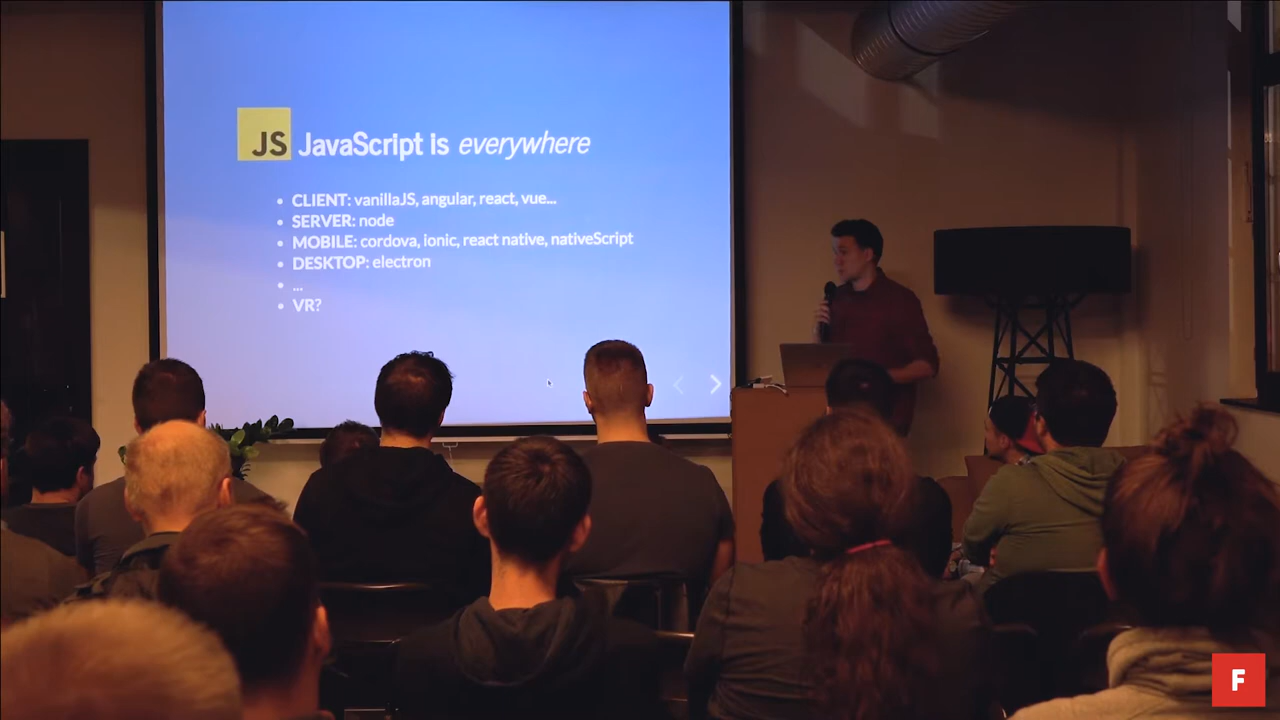 JS JavaScript is everywhere
CLIENT: vanillaJS, angular, react, vue...
SERVER: node
MOBILE: cordova, ionic, react native, nativeScript
DESKTOP: electron
...
VR?
F